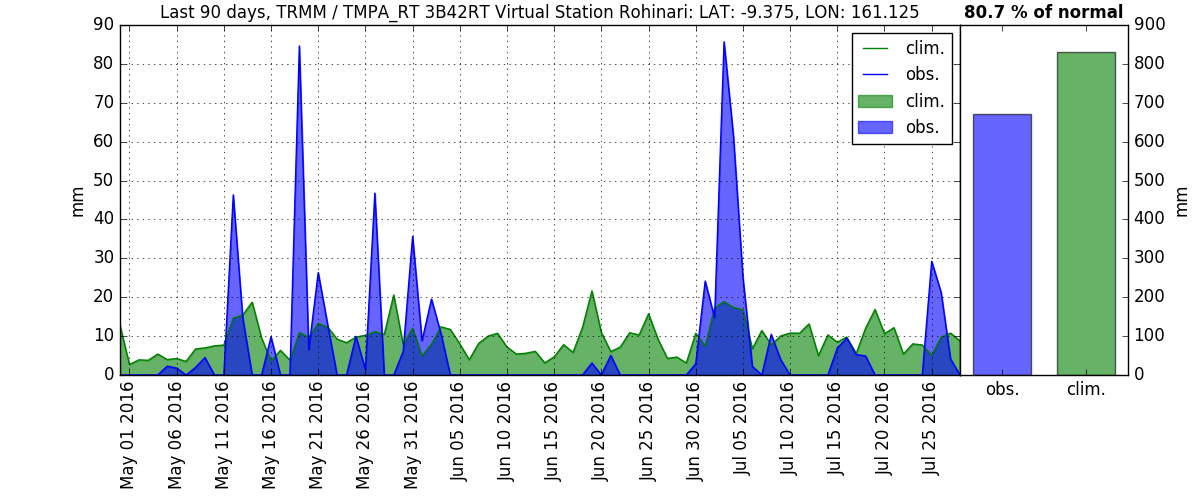 Last 90 days, TRMM / TMPA_RT 3B42RT Virtual Station Rohinari: LAT: -9.375, LON: 161.125
80.7 % of normal
90
80
70
60
50
40
30
20
10
0
mm
clim.
obs.
clim.
obs.
900
800
700
600
500
400
300
200
100
0
mm
May 01 2016
May 06 2016
May 11 2016
May 16 2016
May 21 2016
May 26 2016
May 31 2016
Jun 05 2016
Jun 10 2016
Jun 15 2016
Jun 20 2016
Jun 25 2016
Jun 30 2016
Jul 05 2016
Jul 10 2016
Jul 15 2016
Jul 20 2016
Jul 25 2016
obs.
clim.